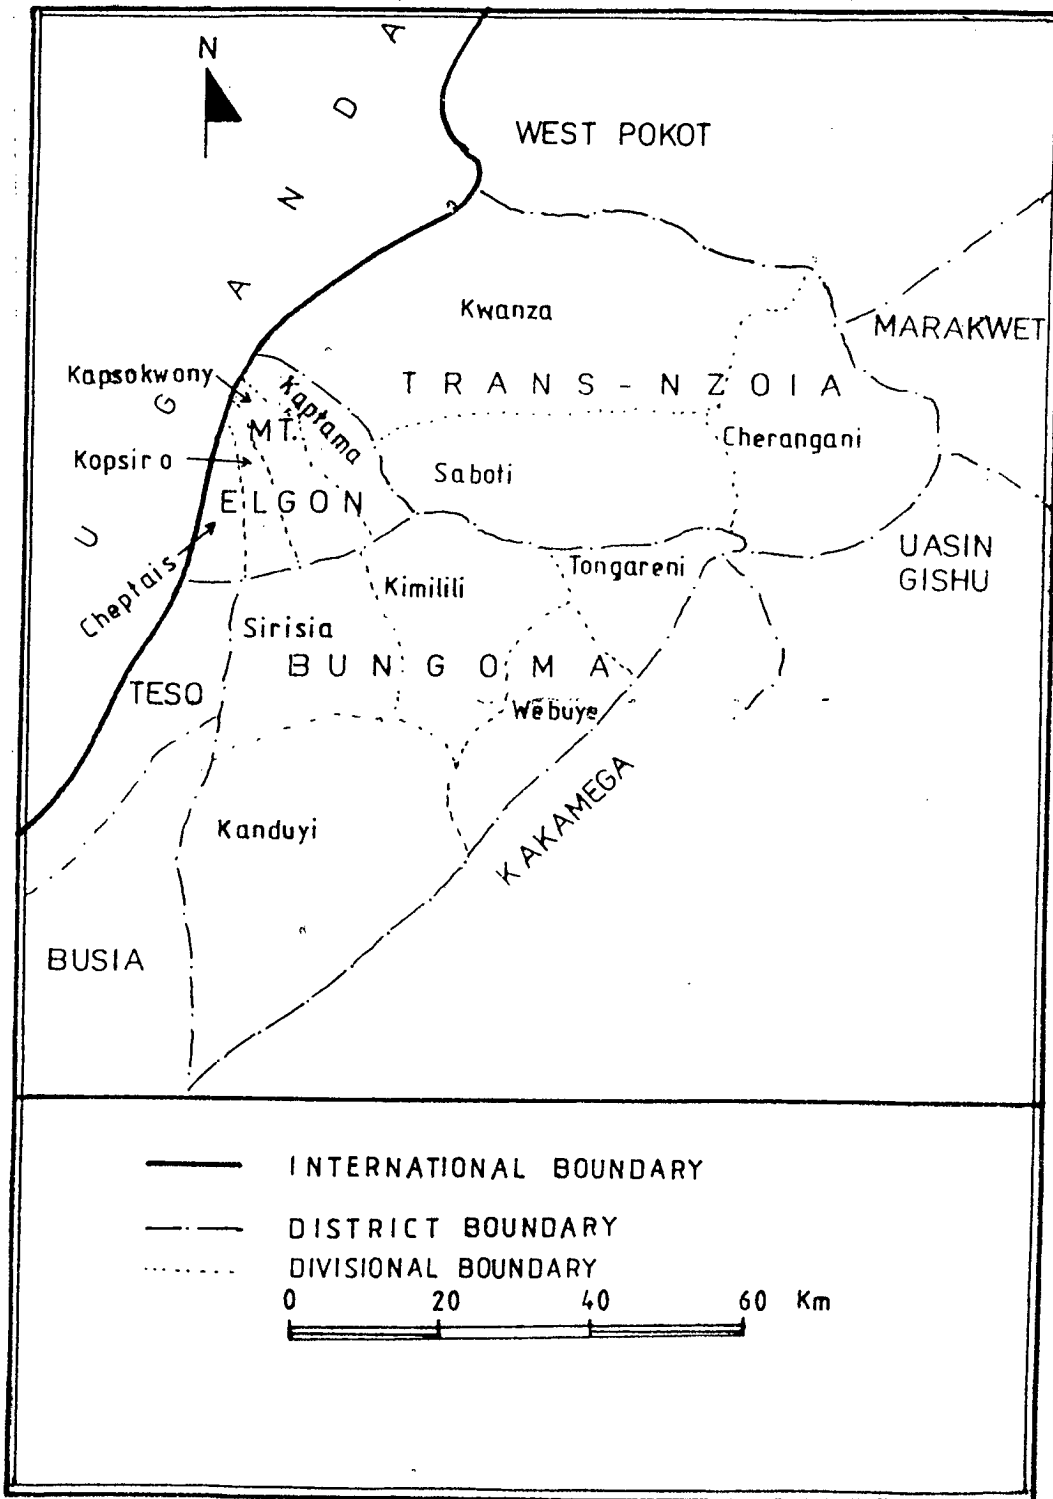 N
UGANDA
WEST POKOT
Kwanza
MARAKWET
Kapsokwony
Kaptama
TRANS-NZOIA
MT.
ELGON
Kopsiro
Saboti
Cherangani
Cheptais
UASIN
GISHU
Tongareni
Kimilili
Sirisia
BUNGOMA
TESO
Webuye
Kanduyi
KAKAMEGA
BUSIA
INTERNATIONAL BOUNDARY
DISTRICT BOUNDARY
DIVISIONAL BOUNDARY
0 20 40 60 Km